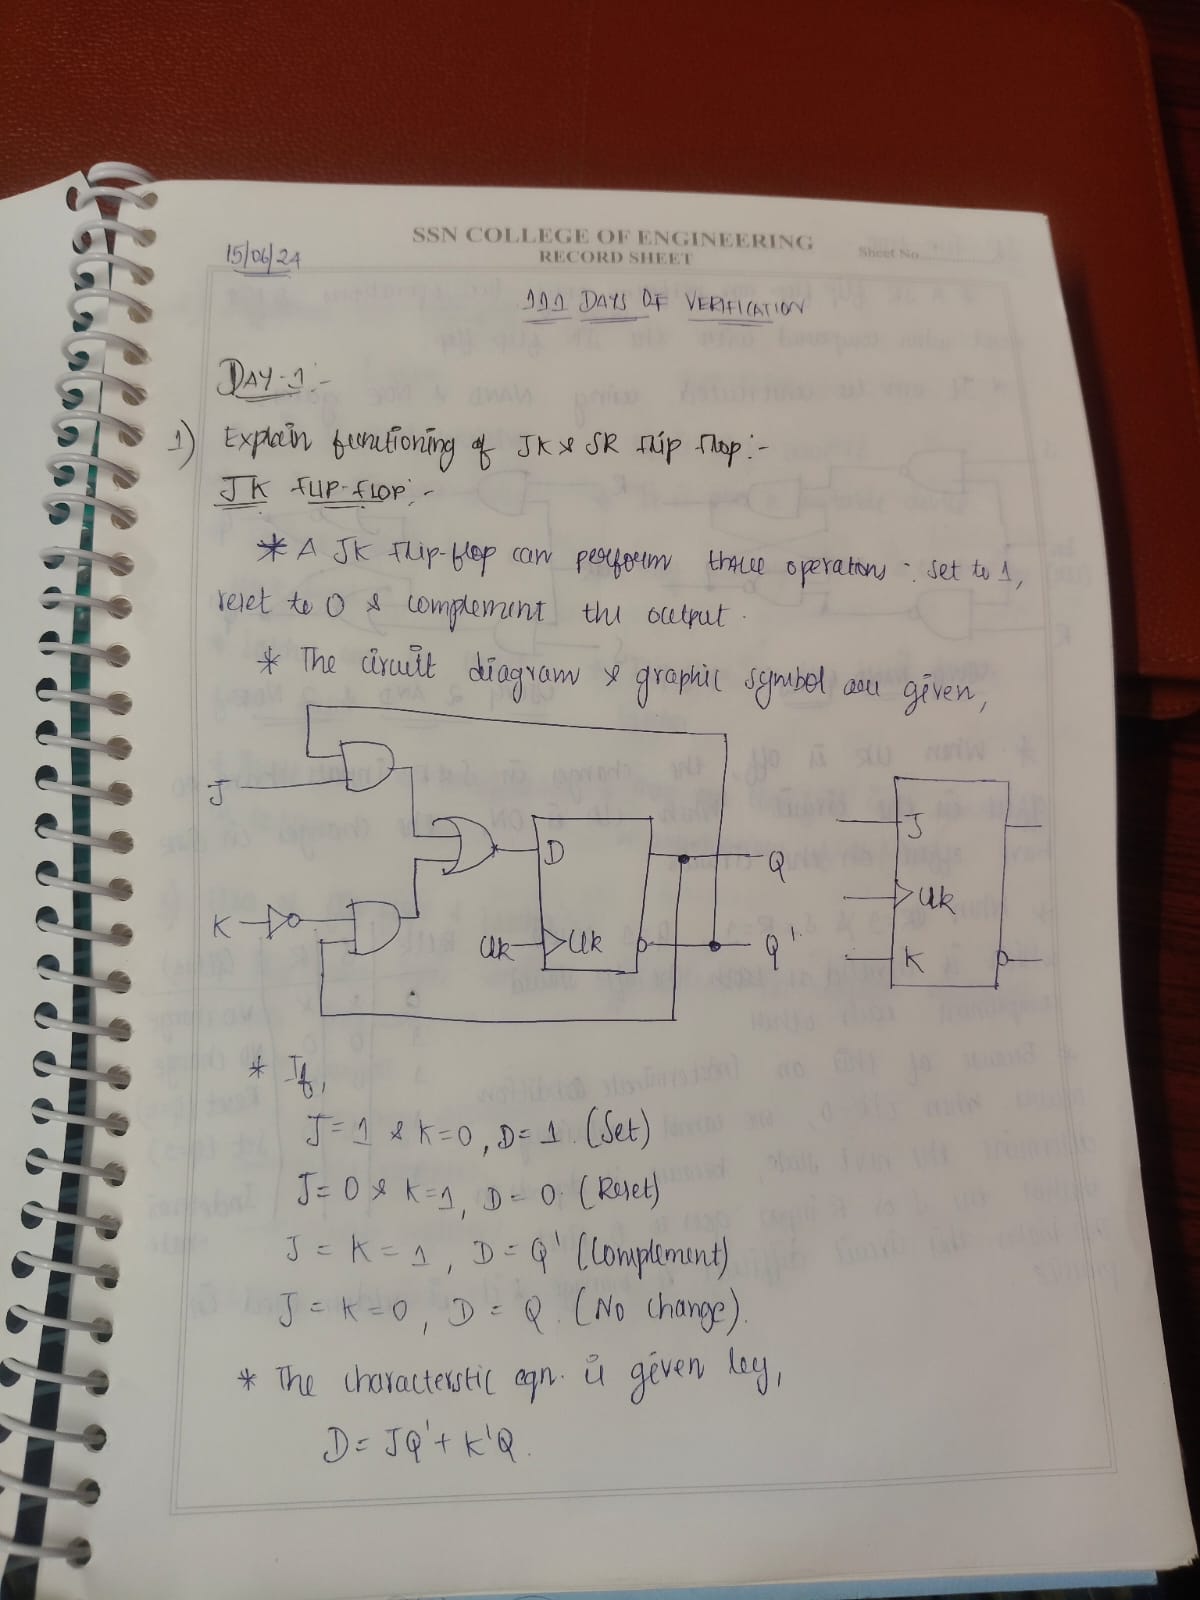 SSN COLLEGE OF ENGINEERING
RECORD SHEET
Sheet No.
15/06/24
111 DAYS OF VERIFICATION
DAY-1:-
1) Explain functioning of JK & SR flip flop:-
JK FLIP-FLOP:-
* A JK flip-flop can perform three operations: set to 1,
reset to 0 & complement the output.
* The circuit diagram & graphic symbol are given,
J
K
D
Clk
Clk
Q
Q'
J
Clk
K
* If,
J=1 & K=0, D=1. (Set)
J=0 & K=1, D=0. (Reset)
J=K=1, D=Q' (Complement)
J=K=0, D=Q. (No change).
* The characterstic eqn. is given by,
D=JQ'+K'Q.